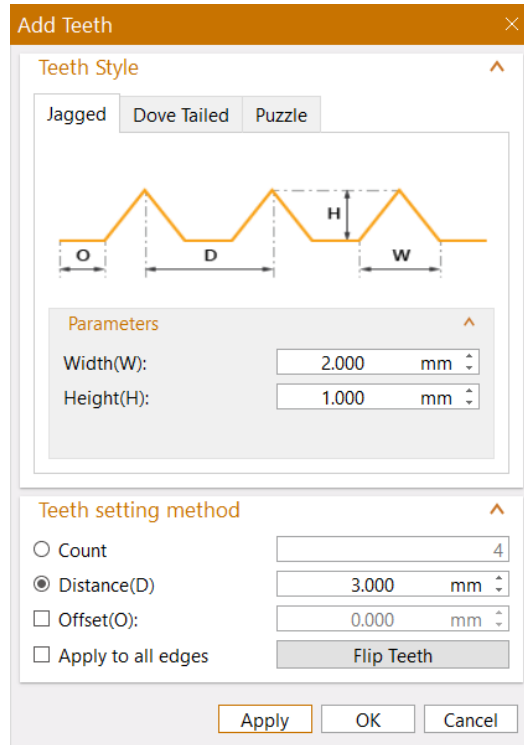 Add Teeth
Teeth Style
Jagged Dove Tailed Puzzle
H
O D W
Parameters
Width(W): 2.000 mm
Height(H): 1.000 mm
Teeth setting method
Count 4
Distance(D) 3.000 mm
Offset(O): 0.000 mm
Apply to all edges Flip Teeth
Apply OK Cancel